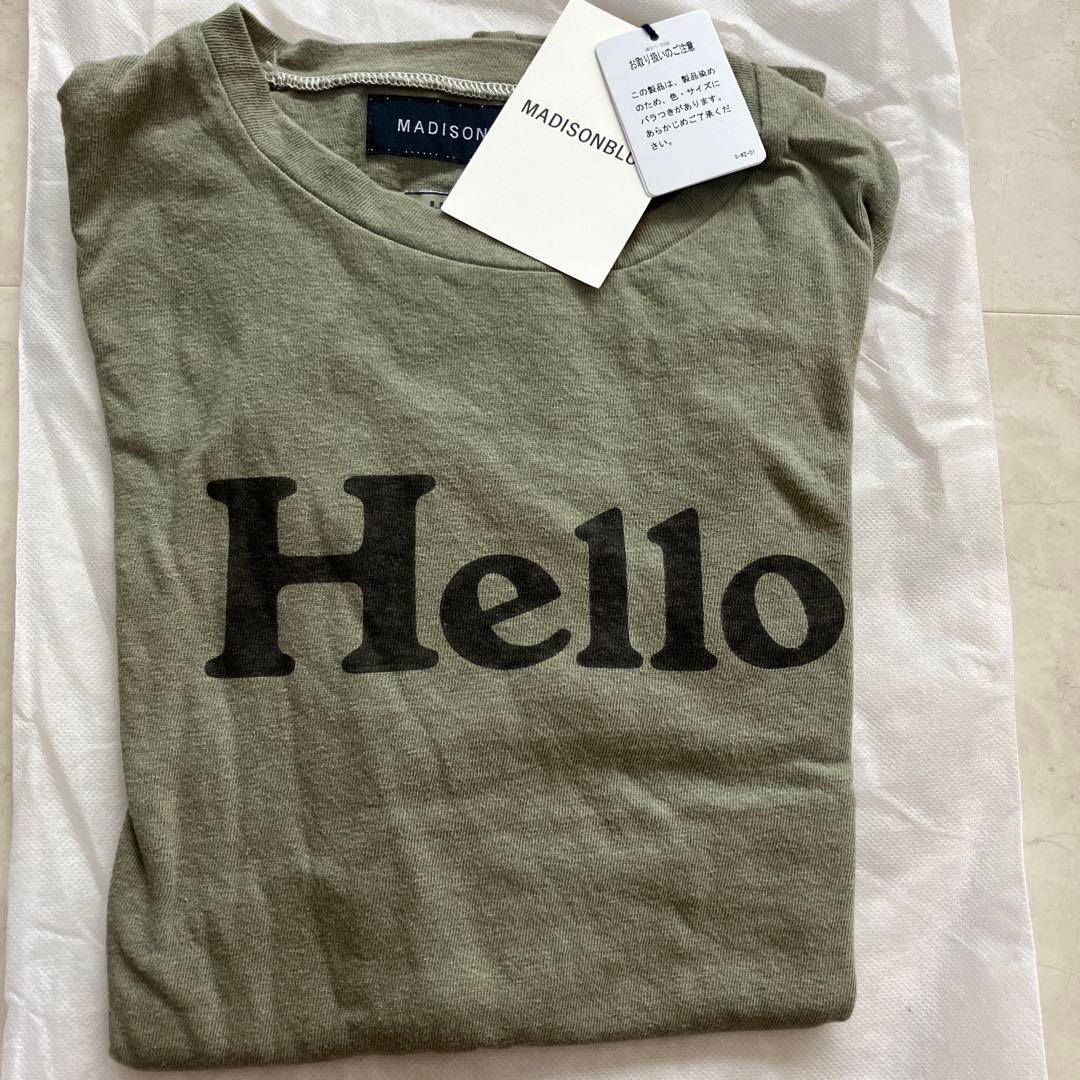 MADISON
MADISONBLU
お取り扱いのご注意
この製品は、製品染め
のため、色・サイズに
バラつきがあります。
あらかじめご了承くだ
さい。
S-WZ-01
Hello